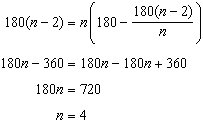 180(n − 2) = n(180 − 180(n − 2)/n)
180n − 360 = 180n − 180n + 360
180n = 720
n = 4